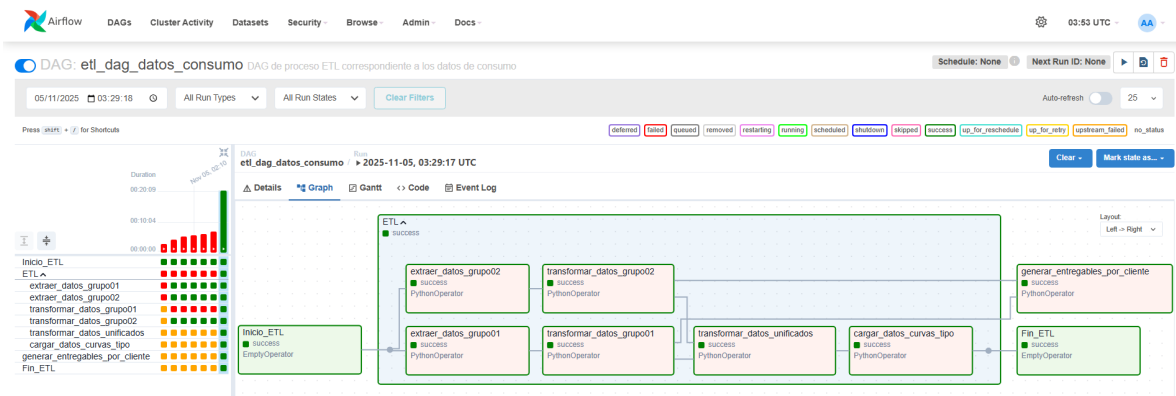 Airflow DAGs Cluster Activity Datasets Security Browse Admin Docs 03:53 UTC AA
DAG: etl_dag_datos_consumo DAG de proceso ETL correspondiente a los datos de consumo Schedule: None Next Run ID: None
05/11/2025 03:29:18 All Run Types All Run States Clear Filters Auto-refresh 25
Press shift + / for Shortcuts deferred failed queued removed restarting running scheduled shutdown skipped success up_for_reschedule up_for_retry upstream_failed no_status
Duration
Nov 05, 02:10
00:20:09
00:10:04
00:00:00
Inicio_ETL
ETL
extraer_datos_grupo01
extraer_datos_grupo02
transformar_datos_grupo01
transformar_datos_grupo02
transformar_datos_unificados
cargar_datos_curvas_tipo
generar_entregables_por_cliente
Fin_ETL
DAG
etl_dag_datos_consumo
/
Run
2025-11-05, 03:29:17 UTC
Clear
Mark state as...
Details Graph Gantt Code Event Log
Layout:
Left -> Right
ETL
success
extraer_datos_grupo02
success
PythonOperator
transformar_datos_grupo02
success
PythonOperator
generar_entregables_por_cliente
success
PythonOperator
Inicio_ETL
success
EmptyOperator
extraer_datos_grupo01
success
PythonOperator
transformar_datos_grupo01
success
PythonOperator
transformar_datos_unificados
success
PythonOperator
cargar_datos_curvas_tipo
success
PythonOperator
Fin_ETL
success
EmptyOperator